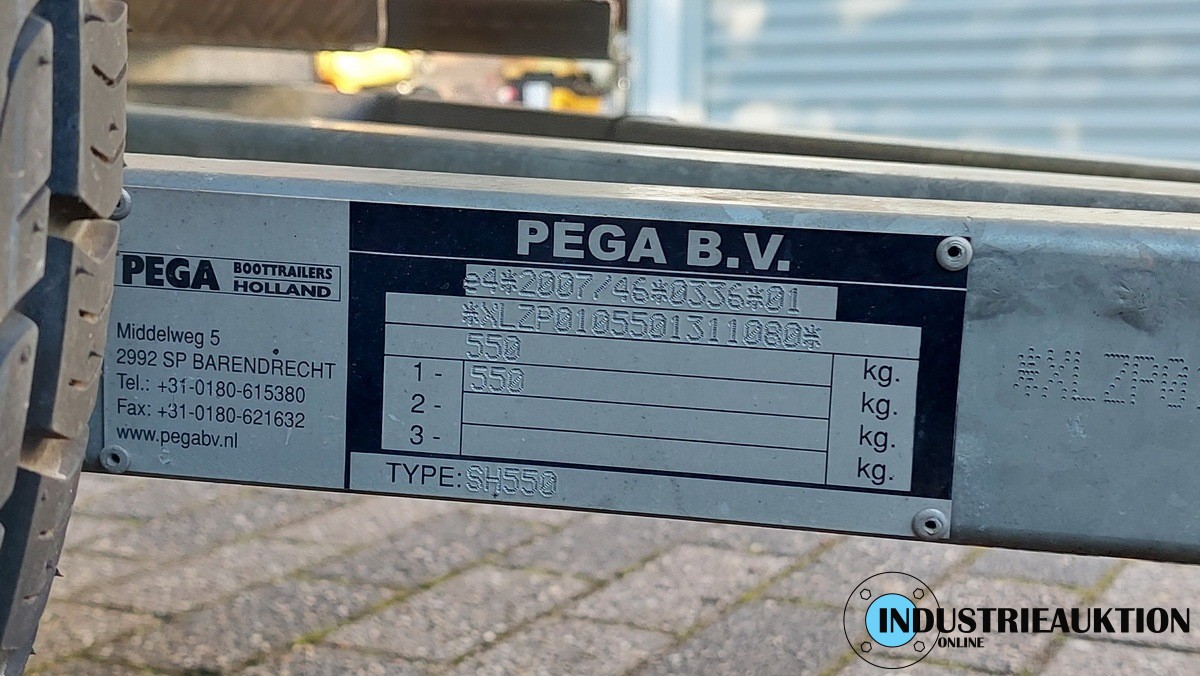 PEGA BOOTTRAILERS
HOLLAND
Middelweg 5
2992 SP BARENDRECHT
Tel.: +31-0180-615380
Fax: +31-0180-621632
www.pegabv.nl
PEGA B.V.
e4*2007/46*0336*01
*XLZP0105501311080*
550 kg.
1 - 550 kg.
2 - kg.
3 - kg.
TYPE: SH550
*XLZP0
INDUSTRIEAUKTION
ONLINE